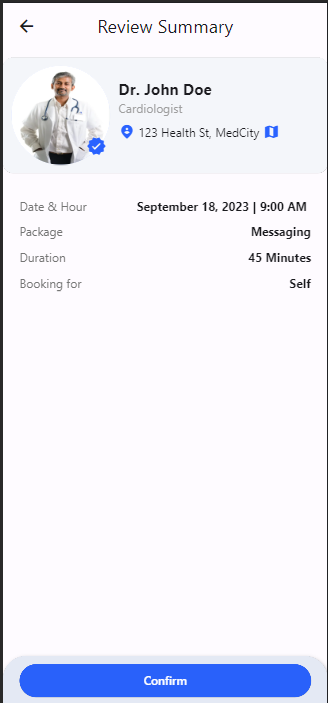 Review Summary
Dr. John Doe
Cardiologist
123 Health St, MedCity
Date & Hour September 18, 2023 | 9:00 AM
Package Messaging
Duration 45 Minutes
Booking for Self
Confirm